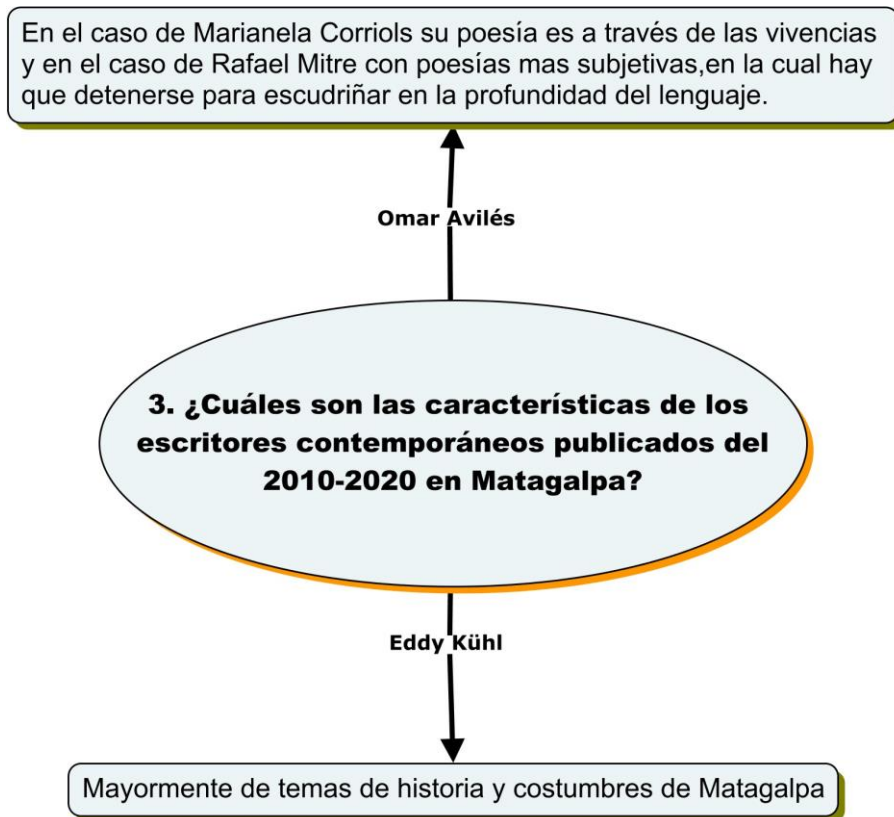 En el caso de Marianela Corriols su poesía es a través de las vivencias
y en el caso de Rafael Mitre con poesías mas subjetivas,en la cual hay
que detenerse para escudriñar en la profundidad del lenguaje.
Omar Avilés
3. ¿Cuáles son las características de los
escritores contemporáneos publicados del
2010-2020 en Matagalpa?
Eddy Kühl
Mayormente de temas de historia y costumbres de Matagalpa